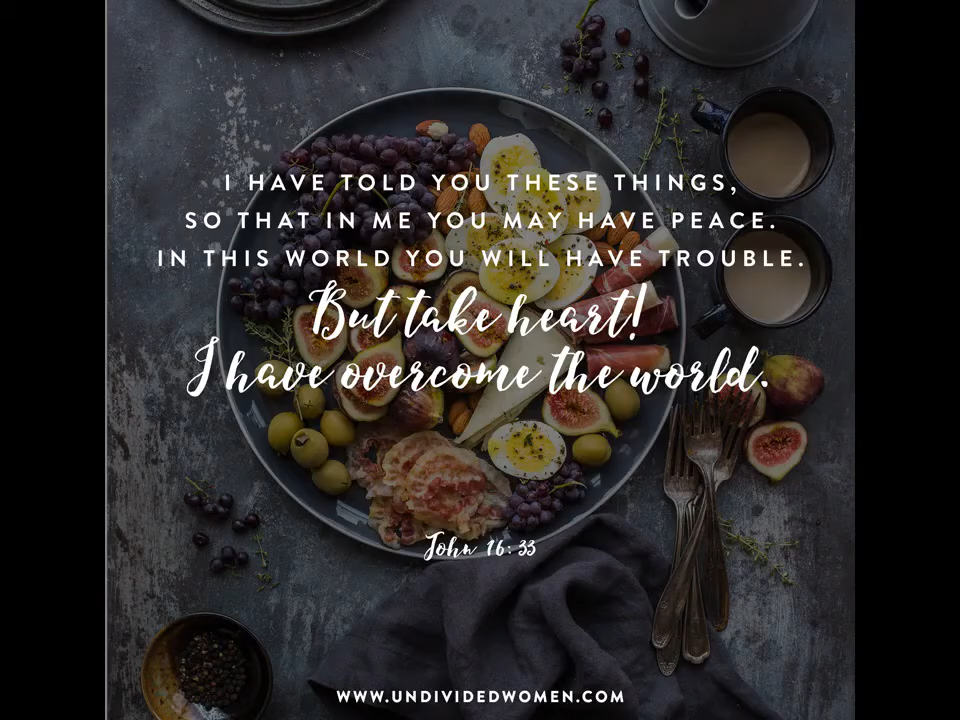 I HAVE TOLD YOU THESE THINGS,
SO THAT IN ME YOU MAY HAVE PEACE.
IN THIS WORLD YOU WILL HAVE TROUBLE.
But take heart!
I have overcome the world.
John 16:33
WWW.UNDIVIDEDWOMEN.COM